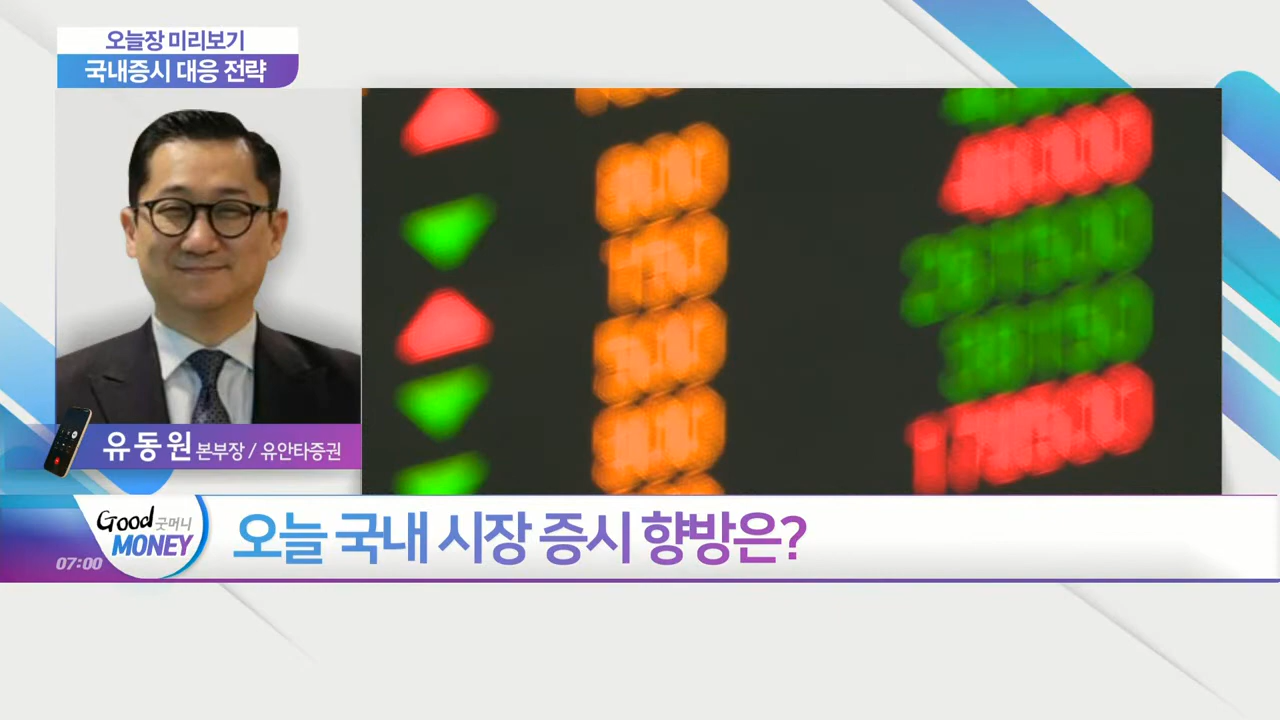 오늘장 미리보기
국내증시 대응 전략
유동원 본부장 / 유안타증권
Good 굿머니
MONEY
07:00
오늘 국내 시장 증시 향방은?